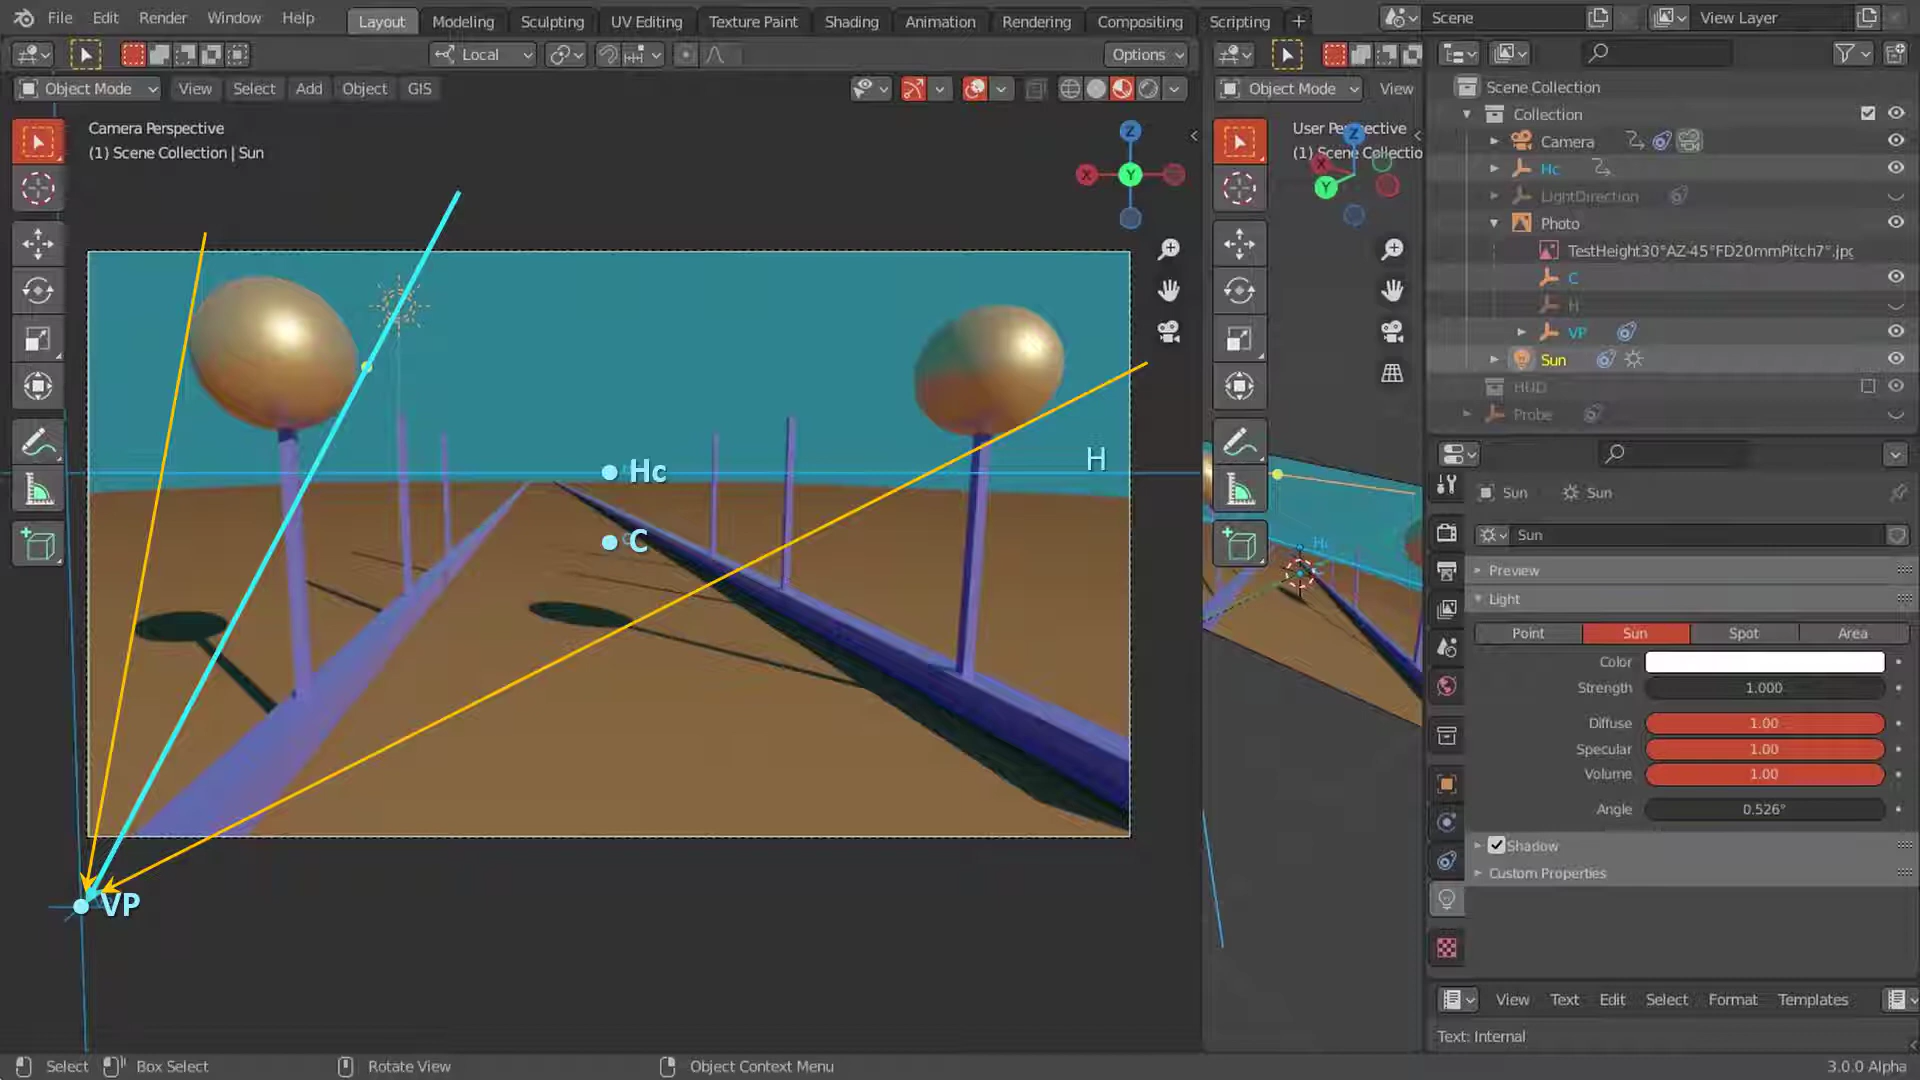 File Edit Render Window Help Layout Modeling Sculpting UV Editing Texture Paint Shading Animation Rendering Compositing Scripting + Scene View Layer
Local Options
Object Mode View Select Add Object GIS
Object Mode View
Camera Perspective
(1) Scene Collection | Sun
Z
X
Y
Hc
C
H
VP
User Perspective
(1) Scene Collectio
Z
X
Y
Hc
Scene Collection
Collection
Camera
Hc
LightDirection
Photo
TestHeight30°AZ-45°FD20mmPitch7°.jpg
C
H
VP
Sun
HUD
Probe
Sun Sun
Sun
Preview
Light
Point Sun Spot Area
Color
Strength 1.000
Diffuse 1.00
Specular 1.00
Volume 1.00
Angle 0.526°
Shadow
Custom Properties
View Text Edit Select Format Templates
Text: Internal
Select Box Select Rotate View Object Context Menu 3.0.0 Alpha